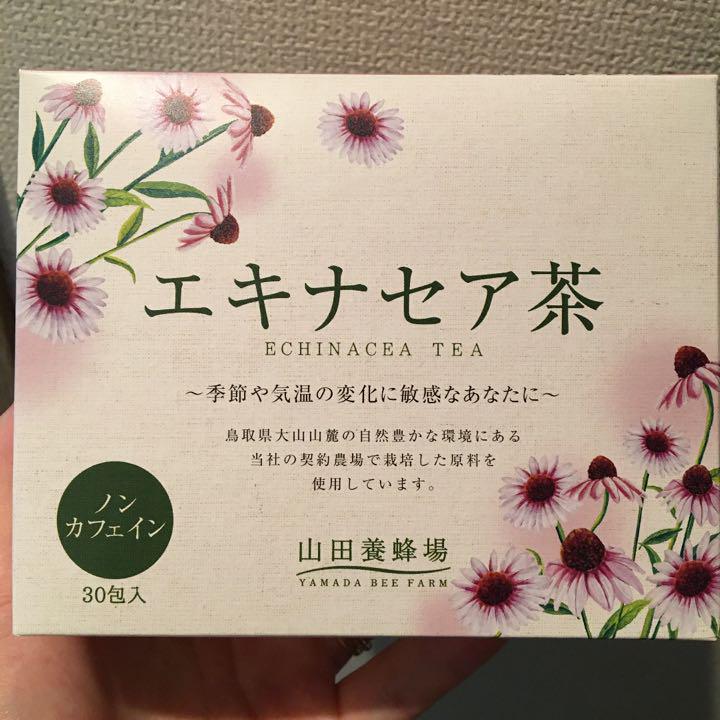 エキナセア茶
ECHINACEA TEA
～季節や気温の変化に敏感なあなたに～
鳥取県大山山麓の自然豊かな環境にある
当社の契約農場で栽培した原料を
使用しています。
ノン
カフェイン
30包入
山田養蜂場
YAMADA BEE FARM